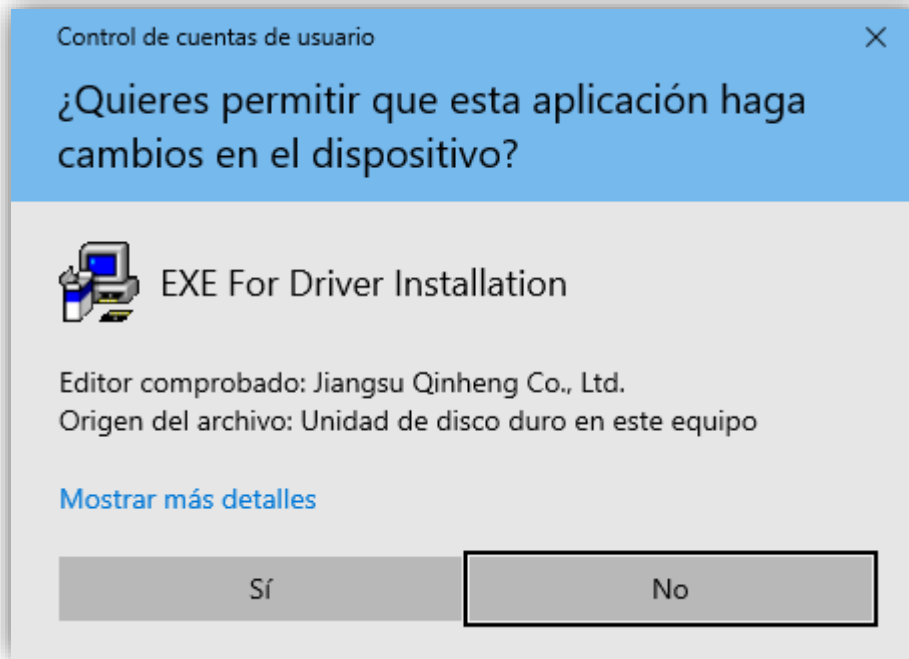 Control de cuentas de usuario
¿Quieres permitir que esta aplicación haga
cambios en el dispositivo?
EXE For Driver Installation
Editor comprobado: Jiangsu Qinheng Co., Ltd.
Origen del archivo: Unidad de disco duro en este equipo
Mostrar más detalles
Sí
No